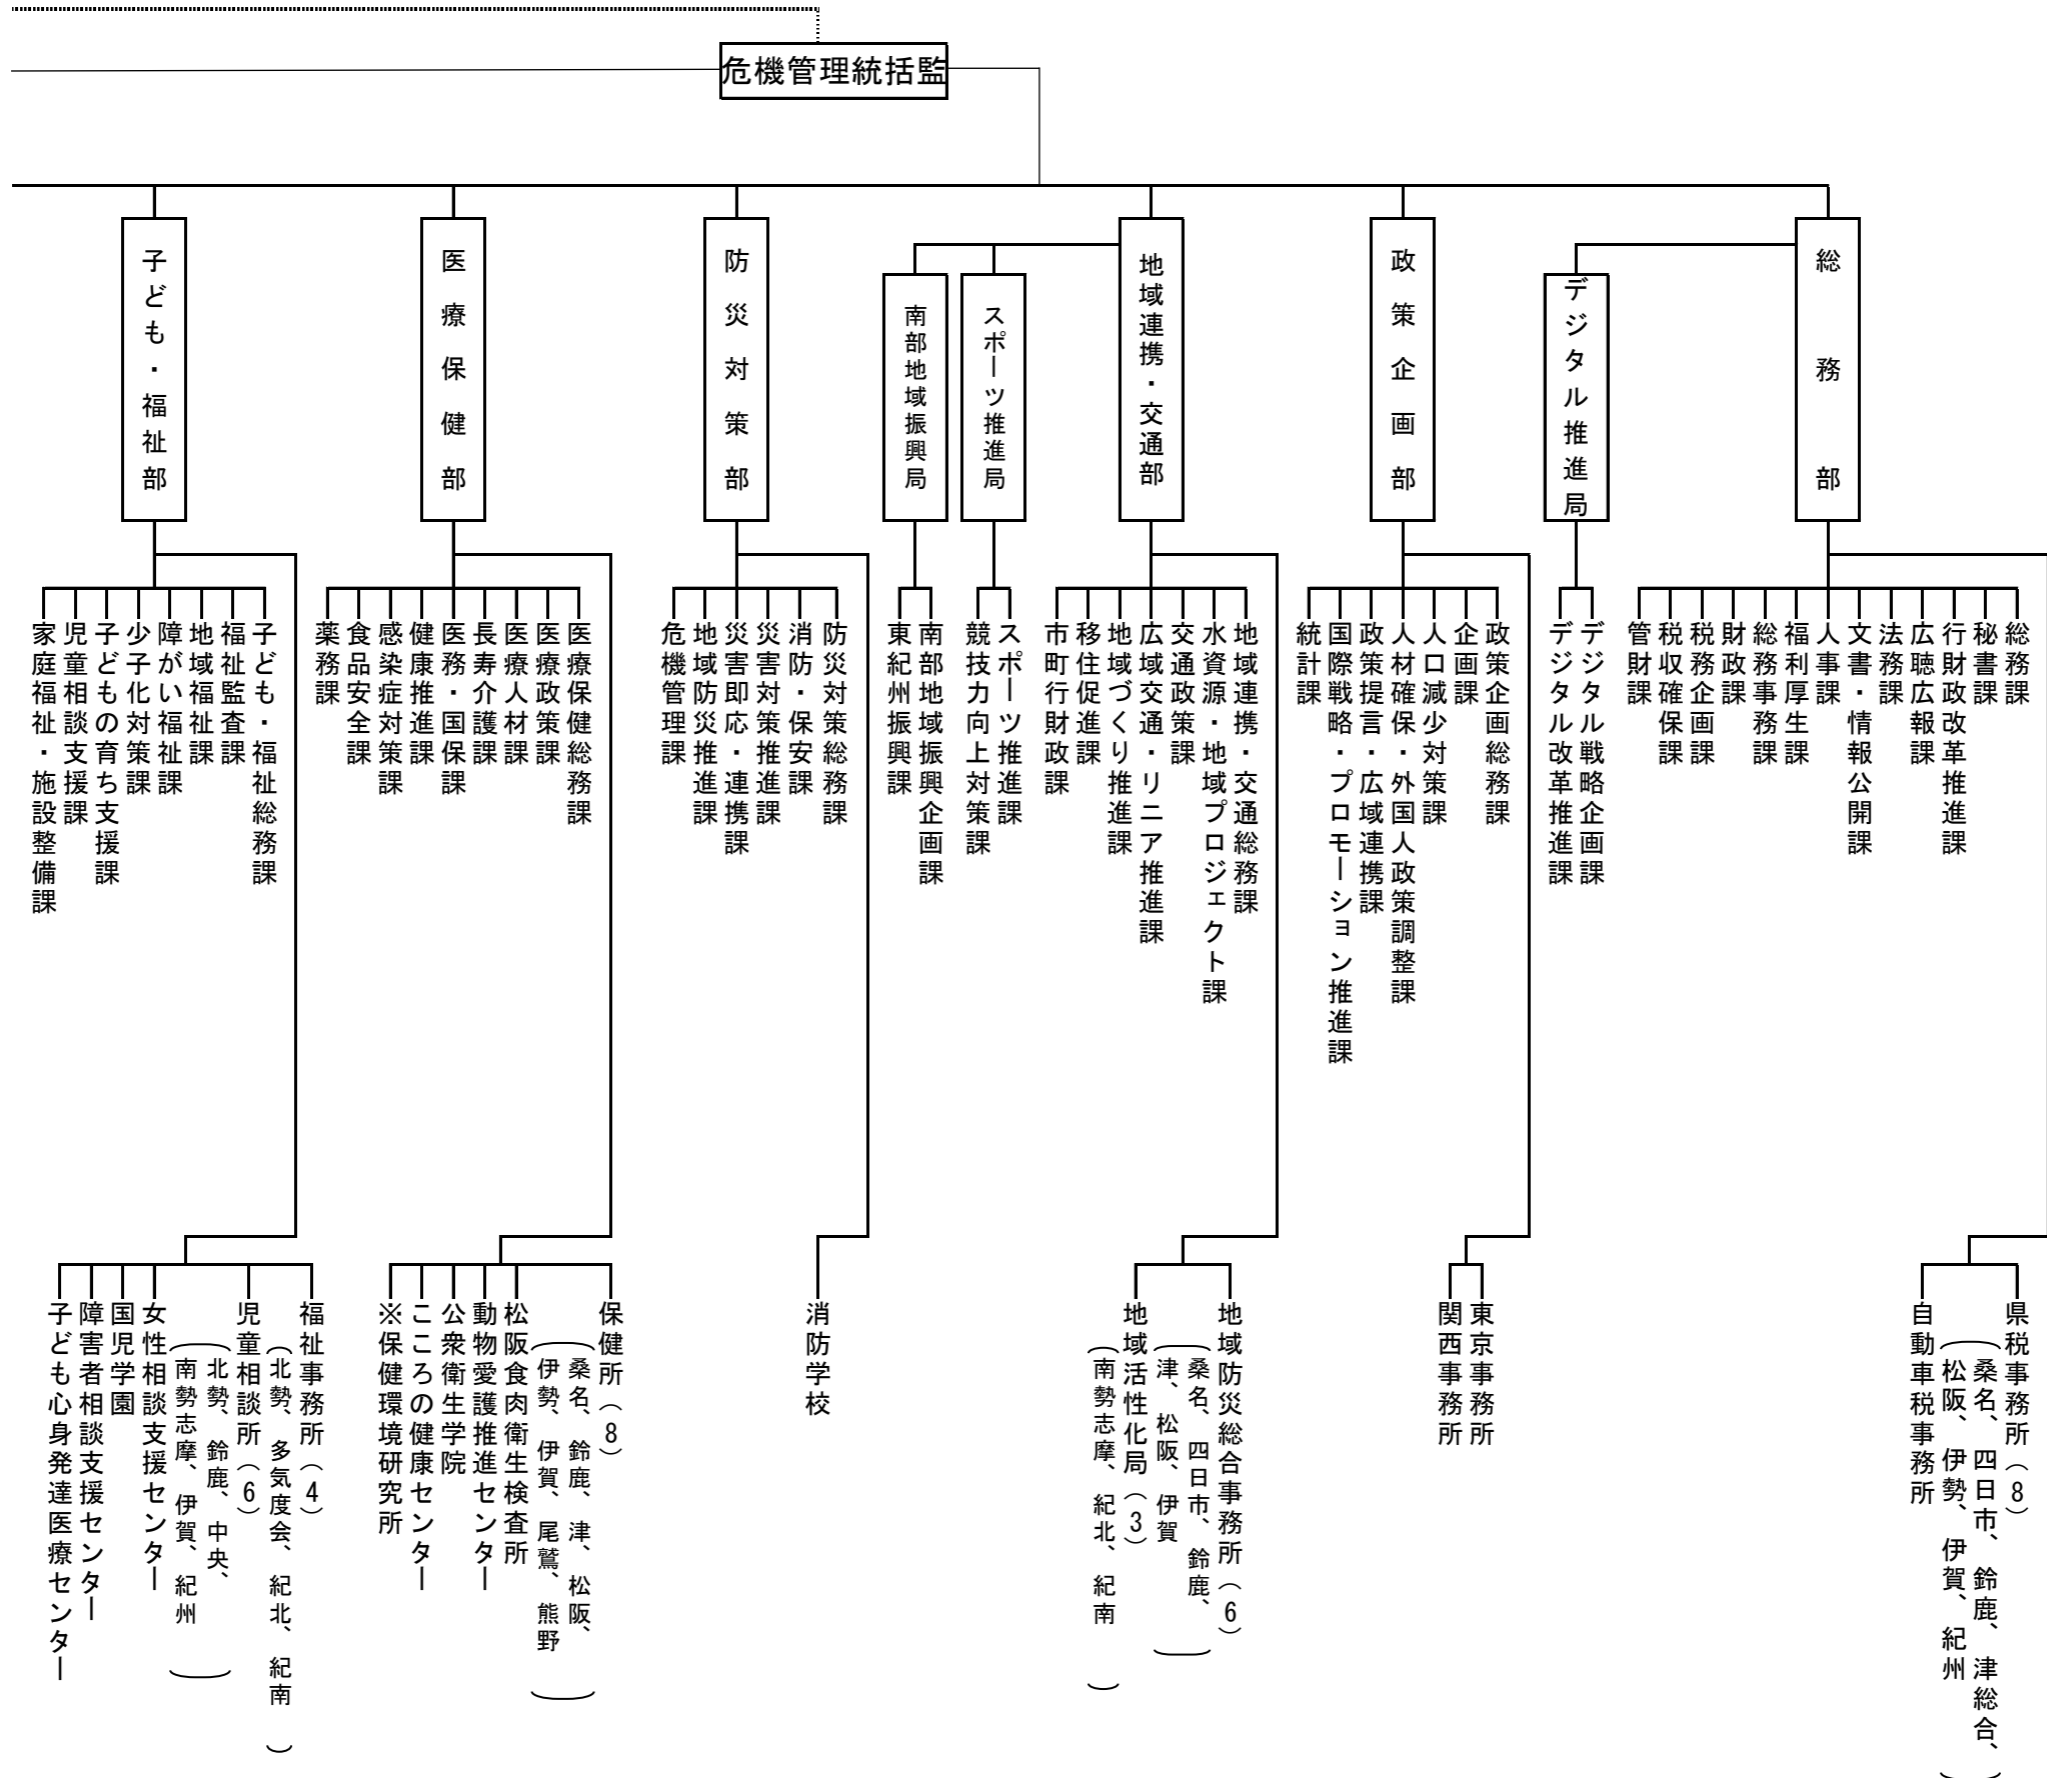 危機管理統括監
総務部
デジタル推進局
政策企画部
地域連携・交通部
スポーツ推進局
南部地域振興局
防災対策部
医療保健部
子ども・福祉部
総務課
秘書課
行財政改革推進課
広聴広報課
法務課
文書・情報公開課
人事課
福利厚生課
総務事務課
財政課
税務企画課
税収確保課
管財課
デジタル戦略企画課
デジタル改革推進課
政策企画総務課
企画課
人口減少対策課
人材確保・外国人政策調整課
政策提言・広域連携課
国際戦略・プロモーション推進課
統計課
地域連携・交通総務課
水資源・地域プロジェクト課
交通政策課
広域交通・リニア推進課
地域づくり推進課
移住促進課
市町行財政課
スポーツ推進課
競技力向上対策課
南部地域振興企画課
東紀州振興課
防災対策総務課
消防・保安課
災害対策推進課
災害即応・連携課
地域防災推進課
危機管理課
医療保健総務課
医療政策課
医療人材課
長寿介護課
医務・国保課
健康推進課
感染症対策課
食品安全課
薬務課
子ども・福祉総務課
福祉監査課
地域福祉課
障がい福祉課
少子化対策課
子どもの育ち支援課
児童相談支援課
家庭福祉・施設整備課
県税事務所（8）
（桑名、四日市、鈴鹿、津総合、
松阪、伊勢、伊賀、紀州）
自動車税事務所
東京事務所
関西事務所
地域防災総合事務所（6）
（桑名、四日市、鈴鹿、
津、松阪、伊賀）
地域活性化局（3）
（南勢志摩、紀北、紀南）
消防学校
保健所（8）
（桑名、鈴鹿、津、松阪、
伊勢、伊賀、尾鷲、熊野）
松阪食肉衛生検査所
動物愛護推進センター
公衆衛生学院
こころの健康センター
※保健環境研究所
福祉事務所（4）
（北勢、多気度会、紀北、紀南）
児童相談所（6）
（北勢、鈴鹿、中央、
南勢志摩、伊賀、紀州）
女性相談支援センター
国児学園
障害者相談支援センター
子ども心身発達医療センター